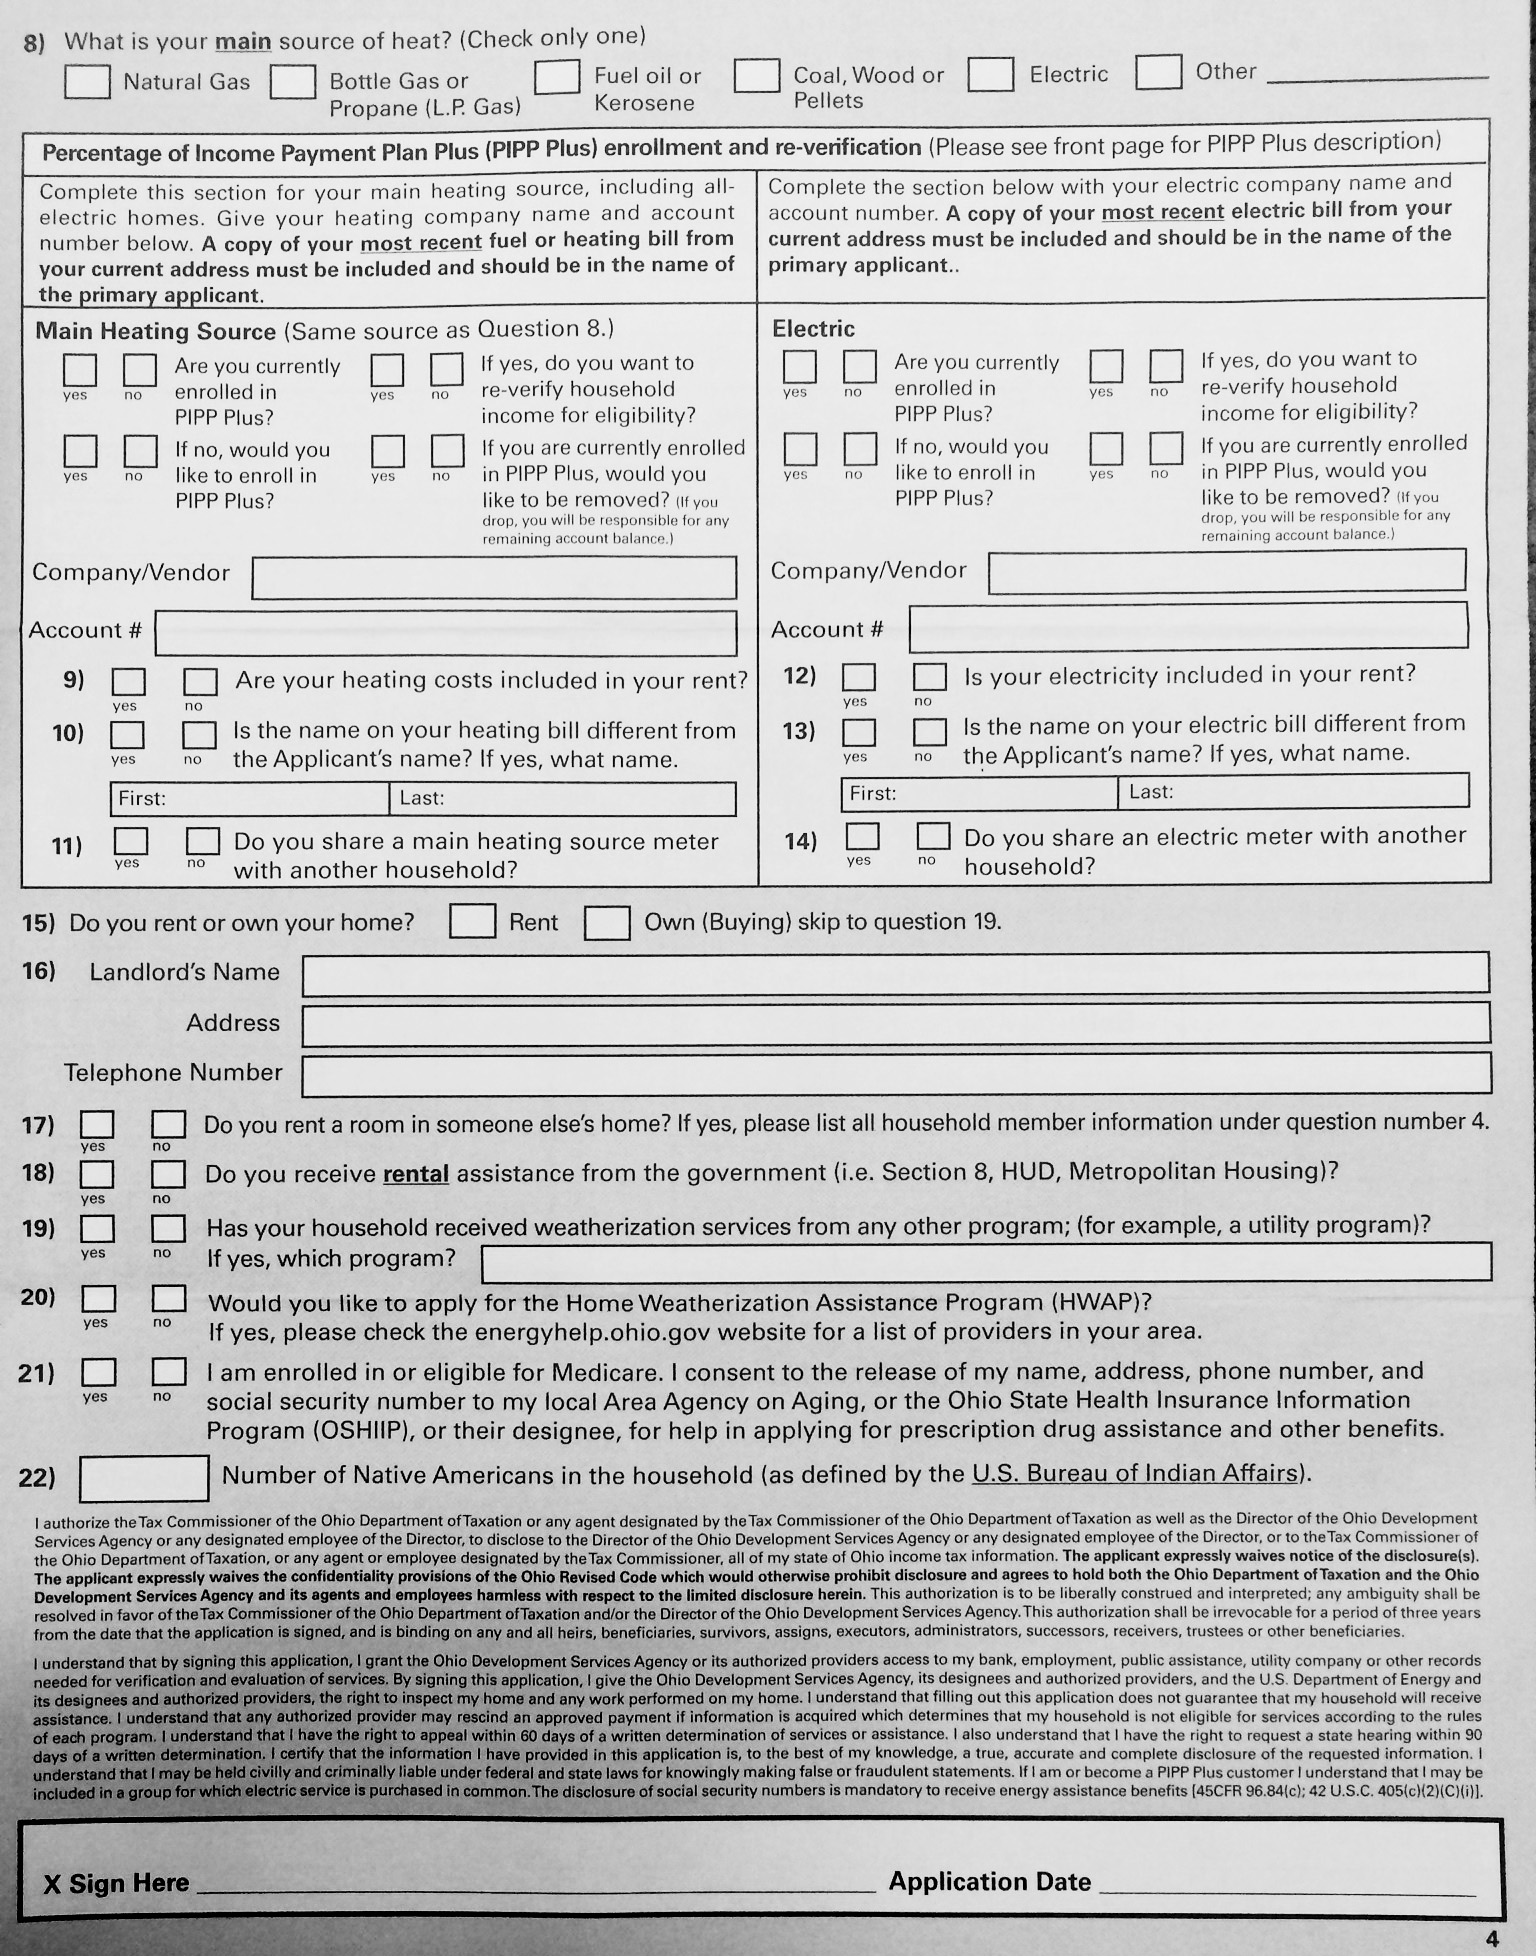 8) What is your main source of heat? (Check only one)
Natural Gas
Bottle Gas or
Propane (L.P. Gas)
Fuel oil or
Kerosene
Coal, Wood or
Pellets
Electric
Other
Percentage of Income Payment Plan Plus (PIPP Plus) enrollment and re-verification (Please see front page for PIPP Plus description)
Complete this section for your main heating source, including all-
electric homes. Give your heating company name and account
number below. A copy of your most recent fuel or heating bill from
your current address must be included and should be in the name of
the primary applicant.
Complete the section below with your electric company name and
account number. A copy of your most recent electric bill from your
current address must be included and should be in the name of the
primary applicant..
Main Heating Source (Same source as Question 8.)
yes no
Are you currently
enrolled in
PIPP Plus?
yes no
If yes, do you want to
re-verify household
income for eligibility?
yes no
If no, would you
like to enroll in
PIPP Plus?
yes no
If you are currently enrolled
in PIPP Plus, would you
like to be removed? (If you
drop, you will be responsible for any
remaining account balance.)
Company/Vendor
Account #
9) yes no Are your heating costs included in your rent?
10) yes no Is the name on your heating bill different from
the Applicant's name? If yes, what name.
First: Last:
11) yes no Do you share a main heating source meter
with another household?
Electric
yes no
Are you currently
enrolled in
PIPP Plus?
yes no
If yes, do you want to
re-verify household
income for eligibility?
yes no
If no, would you
like to enroll in
PIPP Plus?
yes no
If you are currently enrolled
in PIPP Plus, would you
like to be removed? (If you
drop, you will be responsible for any
remaining account balance.)
Company/Vendor
Account #
12) yes no Is your electricity included in your rent?
13) yes no Is the name on your electric bill different from
the Applicant's name? If yes, what name.
First: Last:
14) yes no Do you share an electric meter with another
household?
15) Do you rent or own your home? Rent Own (Buying) skip to question 19.
16) Landlord's Name
Address
Telephone Number
17) yes no Do you rent a room in someone else's home? If yes, please list all household member information under question number 4.
18) yes no Do you receive rental assistance from the government (i.e. Section 8, HUD, Metropolitan Housing)?
19) yes no Has your household received weatherization services from any other program; (for example, a utility program)?
If yes, which program?
20) yes no Would you like to apply for the Home Weatherization Assistance Program (HWAP)?
If yes, please check the energyhelp.ohio.gov website for a list of providers in your area.
21) yes no I am enrolled in or eligible for Medicare. I consent to the release of my name, address, phone number, and
social security number to my local Area Agency on Aging, or the Ohio State Health Insurance Information
Program (OSHIIP), or their designee, for help in applying for prescription drug assistance and other benefits.
22) Number of Native Americans in the household (as defined by the U.S. Bureau of Indian Affairs).
I authorize the Tax Commissioner of the Ohio Department of Taxation or any agent designated by the Tax Commissioner of the Ohio Department of Taxation as well as the Director of the Ohio Development
Services Agency or any designated employee of the Director, to disclose to the Director of the Ohio Development Services Agency or any designated employee of the Director, or to the Tax Commissioner of
the Ohio Department of Taxation, or any agent or employee designated by the Tax Commissioner, all of my state of Ohio income tax information. The applicant expressly waives notice of the disclosure(s).
The applicant expressly waives the confidentiality provisions of the Ohio Revised Code which would otherwise prohibit disclosure and agrees to hold both the Ohio Department of Taxation and the Ohio
Development Services Agency and its agents and employees harmless with respect to the limited disclosure herein. This authorization is to be liberally construed and interpreted; any ambiguity shall be
resolved in favor of the Tax Commissioner of the Ohio Department of Taxation and/or the Director of the Ohio Development Services Agency. This authorization shall be irrevocable for a period of three years
from the date that the application is signed, and is binding on any and all heirs, beneficiaries, survivors, assigns, executors, administrators, successors, receivers, trustees or other beneficiaries.
I understand that by signing this application, I grant the Ohio Development Services Agency or its authorized providers access to my bank, employment, public assistance, utility company or other records
needed for verification and evaluation of services. By signing this application, I give the Ohio Development Services Agency, its designees and authorized providers, and the U.S. Department of Energy and
its designees and authorized providers, the right to inspect my home and any work performed on my home. I understand that filling out this application does not guarantee that my household will receive
assistance. I understand that any authorized provider may rescind an approved payment if information is acquired which determines that my household is not eligible for services according to the rules
of each program. I understand that I have the right to appeal within 60 days of a written determination of services or assistance. I also understand that I have the right to request a state hearing within 90
days of a written determination. I certify that the information I have provided in this application is, to the best of my knowledge, a true, accurate and complete disclosure of the requested information. I
understand that I may be held civilly and criminally liable under federal and state laws for knowingly making false or fraudulent statements. If I am or become a PIPP Plus customer I understand that I may be
included in a group for which electric service is purchased in common. The disclosure of social security numbers is mandatory to receive energy assistance benefits [45CFR 96.84(c); 42 U.S.C. 405(c)(2)(C)(i)].
X Sign Here Application Date
4